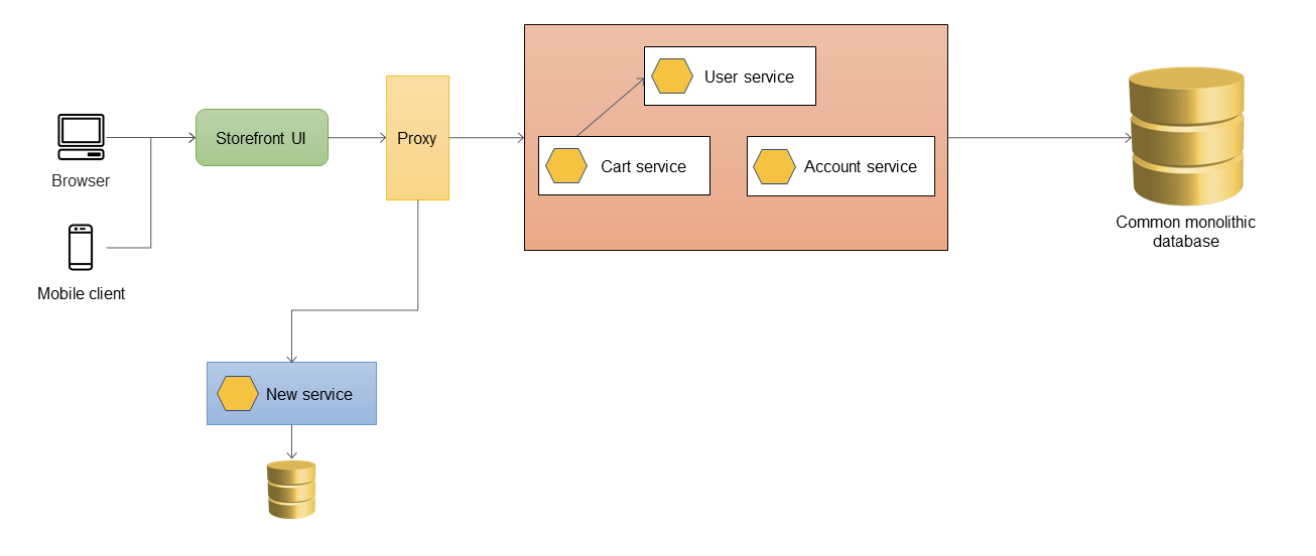 User service
Storefront UI
Proxy
Cart service
Account service
Browser
Common monolithic
database
Mobile client
New service